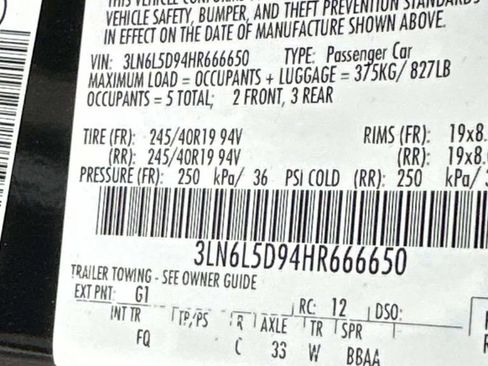 VEHICLE SAFETY, BUMPER, AND THEFT PREVENTION STANDARDS
IN EFFECT ON THE DATE OF MANUFACTURE SHOWN ABOVE.
VIN: 3LN6L5D94HR666650 TYPE: Passenger Car
MAXIMUM LOAD = OCCUPANTS + LUGGAGE = 375KG/ 827LB
OCCUPANTS = 5 TOTAL; 2 FRONT, 3 REAR
TIRE (FR): 245/40R19 94V RIMS (FR): 19x8.
(RR): 245/40R19 94V (RR): 19x8.
PRESSURE (FR): 250 kPa/ 36 PSI COLD (RR): 250 kPa/
3LN6L5D94HR666650
TRAILER TOWING - SEE OWNER GUIDE
EXT PNT: G1 RC: 12 DSO:
INT TR TP/PS R AXLE TR SPR
FQ C 33 W BBAA